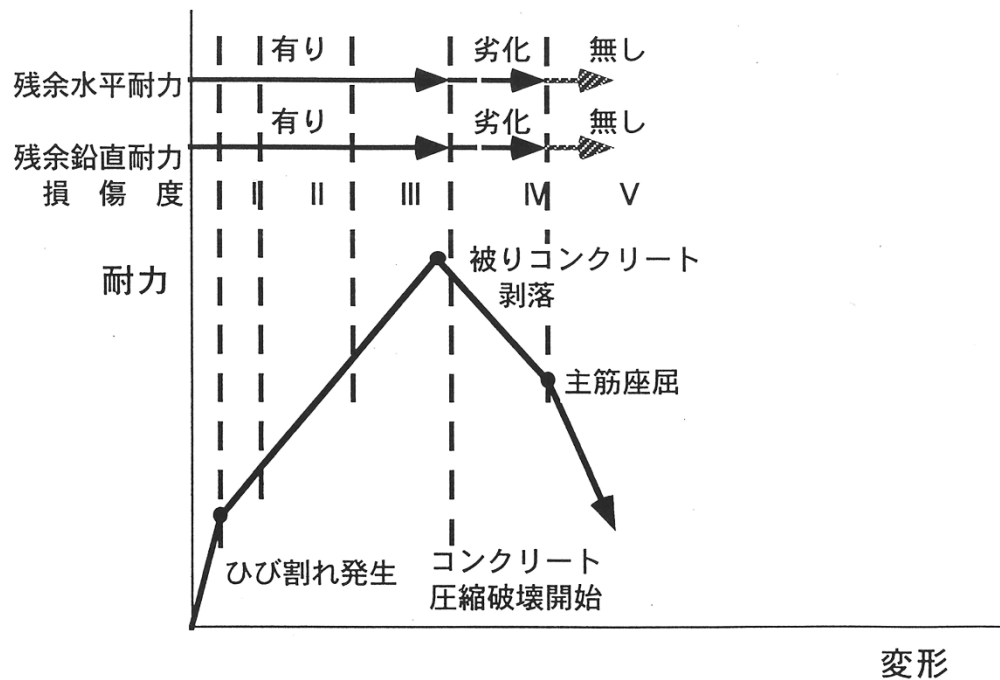 有り 劣化 無し
残余水平耐力
有り 劣化 無し
残余鉛直耐力
損傷度 I II III IV V
耐力
被りコンクリート
剥落
主筋座屈
ひび割れ発生
コンクリート
圧縮破壊開始
変形